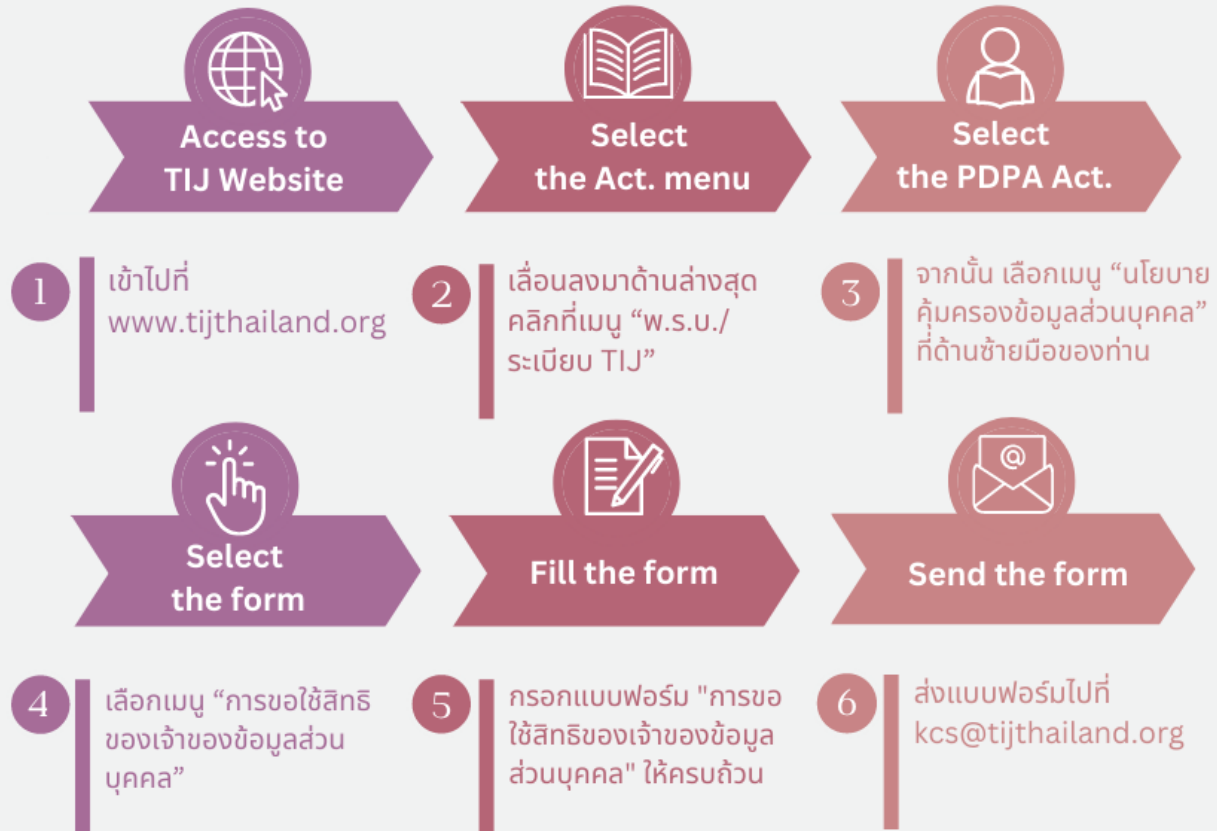 Access to
TIJ Website
Select
the Act. menu
Select
the PDPA Act.
1
เข้าไปที่
www.tijthailand.org
2
เลื่อนลงมาด้านล่างสุด
คลิกที่เมนู “พ.ร.บ./
ระเบียบ TIJ”
3
จากนั้น เลือกเมนู “นโยบาย
คุ้มครองข้อมูลส่วนบุคคล”
ที่ด้านซ้ายมือของท่าน
Select
the form
Fill the form
@
Send the form
4
เลือกเมนู “การขอใช้สิทธิ
ของเจ้าของข้อมูลส่วน
บุคคล”
5
กรอกแบบฟอร์ม "การขอ
ใช้สิทธิของเจ้าของข้อมูล
ส่วนบุคคล" ให้ครบถ้วน
6
ส่งแบบฟอร์มไปที่
kcs@tijthailand.org